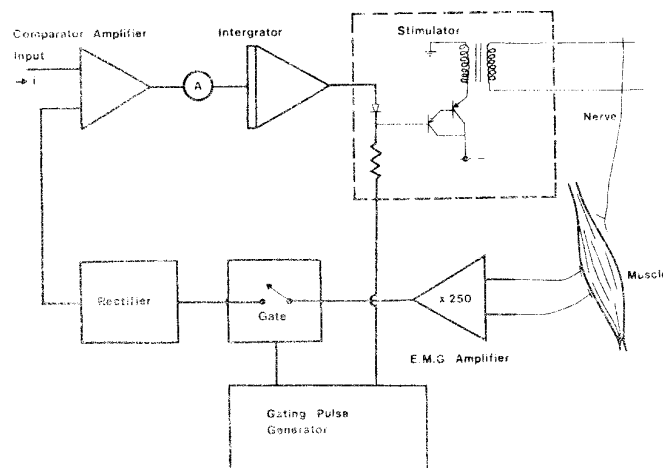 Comparator Amplifier
Intergrator
Stimulator
Input
i
A
Nerve
Muscle
Rectifier
Gate
x 250
E.M.G Amplifier
Gating Pulse
Generator